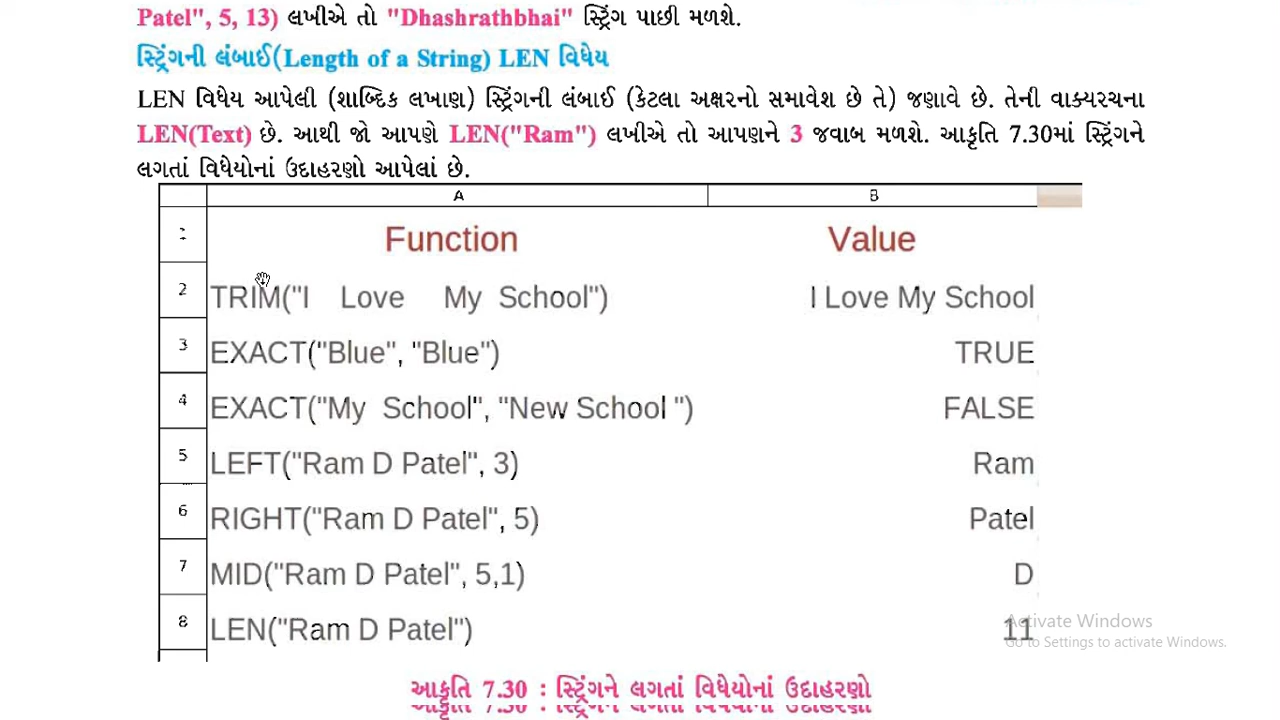 Patel", 5, 13) લખીએ તો "Dhashrathbhai" સ્ટ્રિંગ પાછી મળશે.
સ્ટ્રિંગની લંબાઈ(Length of a String) LEN વિધેય
LEN વિધેય આપેલી (શાબ્દિક લખાણ) સ્ટ્રિંગની લંબાઈ (કેટલા અક્ષરનો સમાવેશ છે તે) જણાવે છે. તેની વાક્યરચના
LEN(Text) છે. આથી જો આપણે LEN("Ram") લખીએ તો આપણને 3 જવાબ મળશે. આકૃતિ 7.30માં સ્ટ્રિંગને
લગતાં વિધેયોનાં ઉદાહરણો આપેલાં છે.
A B
1 Function Value
2 TRIM("I Love My School") I Love My School
3 EXACT("Blue", "Blue") TRUE
4 EXACT("My School", "New School ") FALSE
5 LEFT("Ram D Patel", 3) Ram
6 RIGHT("Ram D Patel", 5) Patel
7 MID("Ram D Patel", 5,1) D
8 LEN("Ram D Patel") 11
Activate Windows
Go to Settings to activate Windows.
આકૃતિ 7.30 : સ્ટ્રિંગને લગતાં વિધેયોનાં ઉદાહરણો